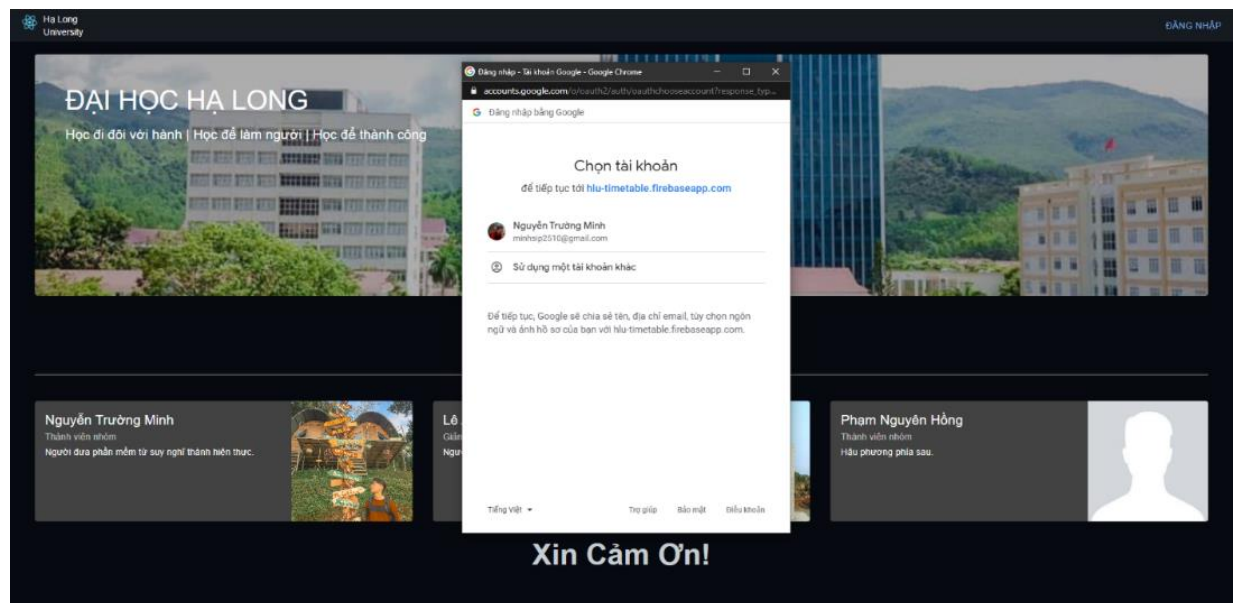 Hạ Long
University
ĐĂNG NHẬP
ĐẠI HỌC HẠ LONG
Học đi đôi với hành | Học để làm người | Học để thành công
Đăng nhập - Tài khoản Google - Google Chrome
accounts.google.com/o/oauth2/auth/oauthchooseaccount?response_typ...
Đăng nhập bằng Google
Chọn tài khoản
để tiếp tục tới hlu-timetable.firebaseapp.com
Nguyễn Trường Minh
minhsip2510@gmail.com
Sử dụng một tài khoản khác
Để tiếp tục, Google sẽ chia sẻ tên, địa chỉ email, tùy chọn ngôn
ngữ và ảnh hồ sơ của bạn với hlu-timetable.firebaseapp.com.
Tiếng Việt
Trợ giúp
Bảo mật
Điều khoản
Nguyễn Trường Minh
Thành viên nhóm
Người đưa phần mềm từ suy nghĩ thành hiện thực.
Lê
Phạm Nguyên Hồng
Thành viên nhóm
Hậu phương phía sau.
Xin Cảm Ơn!